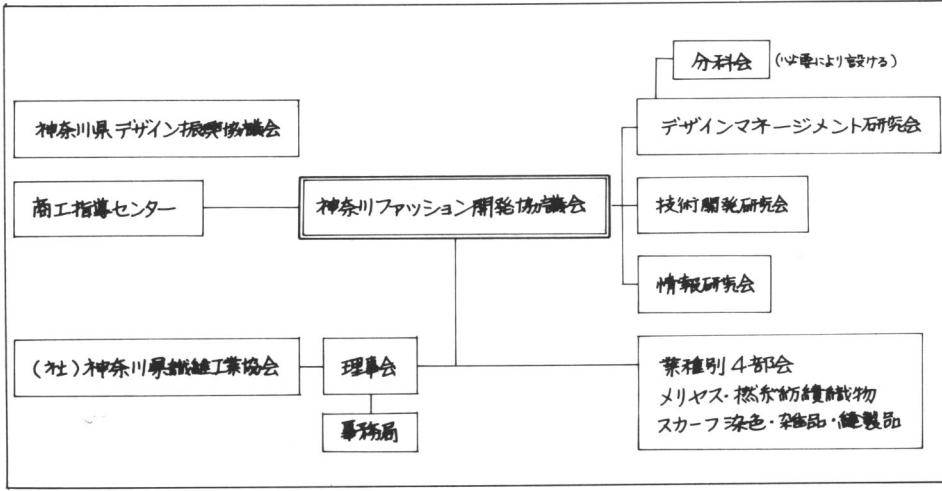 分科会 (必要により設ける)
神奈川県デザイン振興協議会
デザインマネージメント研究会
商工指導センター
神奈川ファッション開発協議会
技術開発研究会
情報研究会
(社)神奈川県繊維工業協会
理事会
事務局
業種別4部会
メリヤス・撚糸紡績織物
スカーフ染色・雑品・縫製品